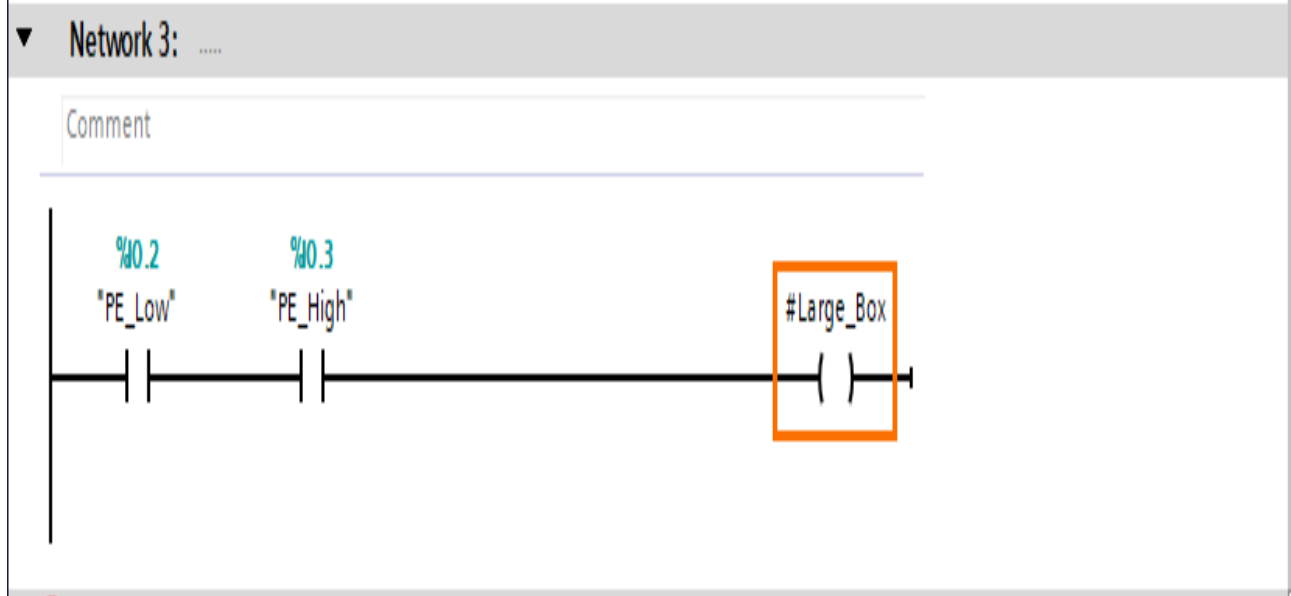 Network 3: .....
Comment
%I0.2 %I0.3
"PE_Low" "PE_High" #Large_Box